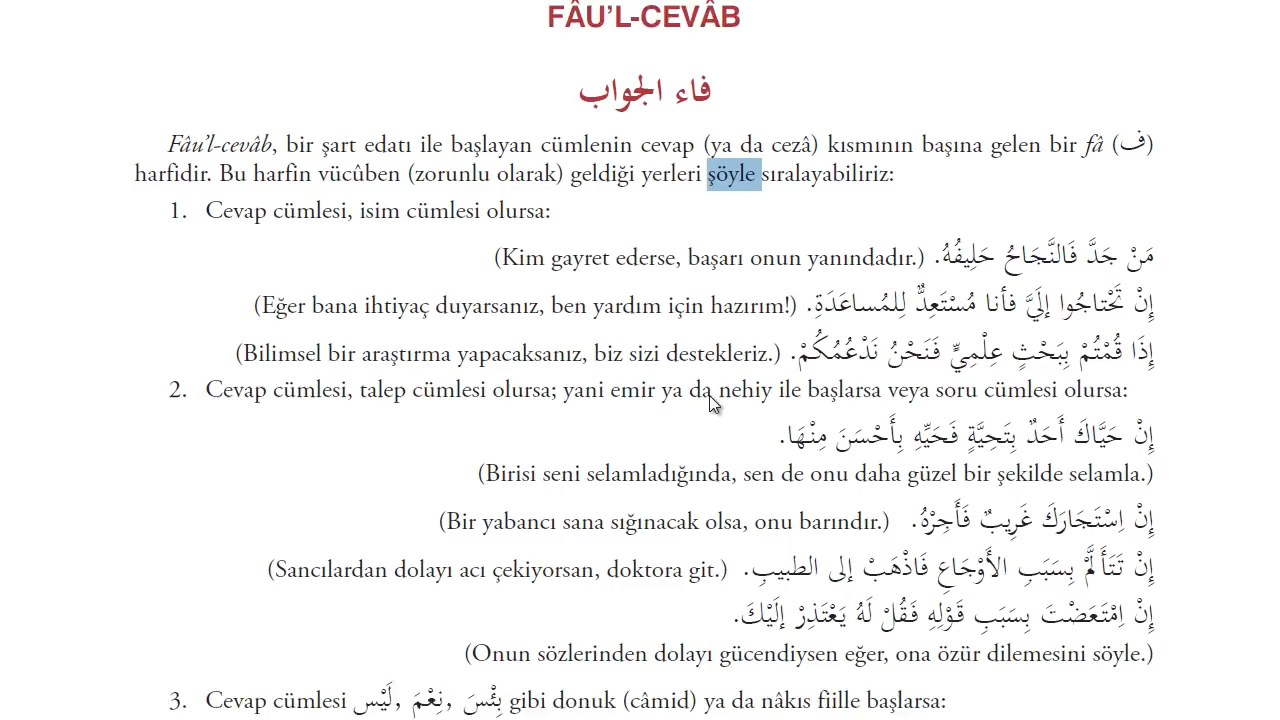 FÂU’L-CEVÂB
فاء الجواب
Fâu’l-cevâb, bir şart edatı ile başlayan cümlenin cevap (ya da cezâ) kısmının başına gelen bir fâ (ف)
harfidir. Bu harfin vücûben (zorunlu olarak) geldiği yerleri şöyle sıralayabiliriz:
1. Cevap cümlesi, isim cümlesi olursa:
مَنْ جَدَّ فَالنَّجَاحُ حَلِيفُهُ. (Kim gayret ederse, başarı onun yanındadır.)
إِنْ تَحْتاجُوا إِلَيَّ فأنا مُسْتَعِدٌّ لِلمُساعَدَةِ. (Eğer bana ihtiyaç duyarsanız, ben yardım için hazırım!)
إِذَا قُمْتُمْ بِبَحْثٍ عِلْمِيٍّ فَنَحْنُ نَدْعُمُكُمْ. (Bilimsel bir araştırma yapacaksanız, biz sizi destekleriz.)
2. Cevap cümlesi, talep cümlesi olursa; yani emir ya da nehiy ile başlarsa veya soru cümlesi olursa:
إِنْ حَيَّاكَ أَحَدٌ بِتَحِيَّةٍ فَحَيِّهِ بِأَحْسَنَ مِنْهَا.
(Birisi seni selamladığında, sen de onu daha güzel bir şekilde selamla.)
إِنْ اِسْتَجَارَكَ غَرِيبٌ فَأَجِرْهُ. (Bir yabancı sana sığınacak olsa, onu barındır.)
إِنْ تَتَأَلَّمْ بِسَبَبِ الأَوْجَاعِ فَاذْهَبْ إلى الطبيبِ. (Sancılardan dolayı acı çekiyorsan, doktora git.)
إِنْ اِمْتَعَضْتَ بِسَبَبِ قَوْلِهِ فَقُلْ لَهُ يَعْتَذِرْ إلَيْكَ.
(Onun sözlerinden dolayı gücendiysen eğer, ona özür dilemesini söyle.)
3. Cevap cümlesi بِئْسَ ,نِعْمَ ,لَيْس gibi donuk (câmid) ya da nâkıs fiille başlarsa: